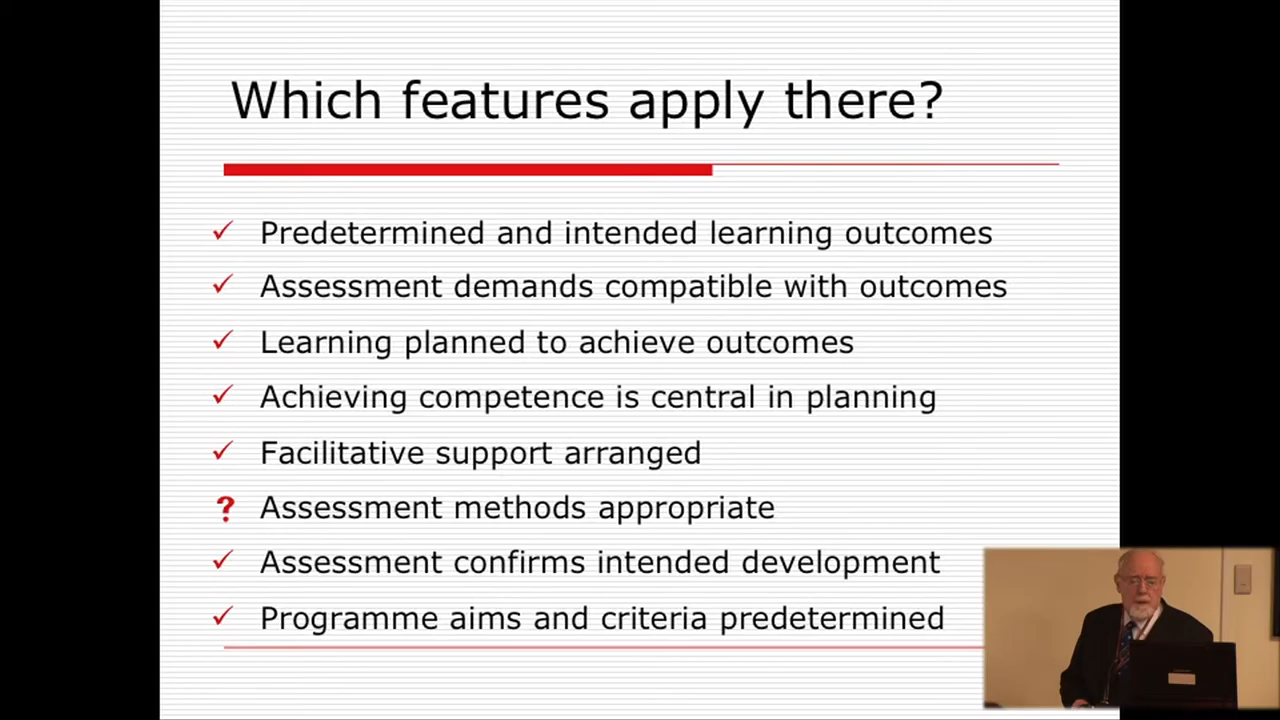 Which features apply there?
✓ Predetermined and intended learning outcomes
✓ Assessment demands compatible with outcomes
✓ Learning planned to achieve outcomes
✓ Achieving competence is central in planning
✓ Facilitative support arranged
? Assessment methods appropriate
✓ Assessment confirms intended development
✓ Programme aims and criteria predetermined